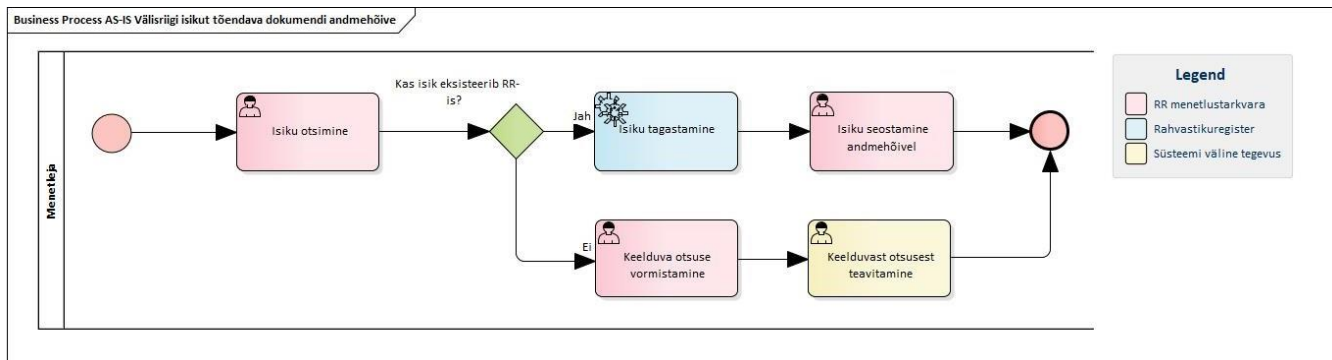 Business Process AS-IS Välisriigi isikut tõendava dokumendi andmehõive
Menetleja
Isiku otsimine
Kas isik eksisteerib RR-
is?
Jah
Isiku tagastamine
Isiku seostamine
andmehõivel
Ei
Keelduva otsuse
vormistamine
Keelduvast otsusest
teavitamine
Legend
RR menetlustarkvara
Rahvastikuregister
Süsteemi väline tegevus